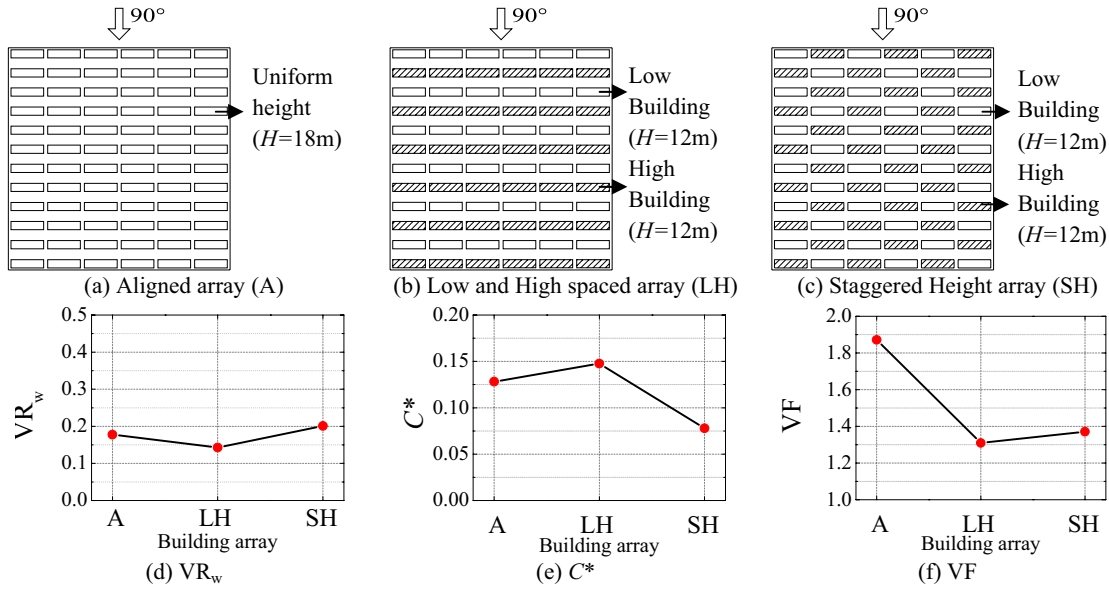 90°
90°
90°
Uniform
height
(H=18m)
Low
Building
(H=12m)
High
Building
(H=12m)
Low
Building
(H=12m)
High
Building
(H=12m)
(a) Aligned array (A)
(b) Low and High spaced array (LH)
(c) Staggered Height array (SH)
0.5
0.4
0.3
0.2
0.1
0.0
VR_w
A LH SH
Building array
(d) VR_w
0.20
0.15
0.10
0.05
0.00
C*
A LH SH
Building array
(e) C*
2.0
1.8
1.6
1.4
1.2
1.0
VF
A LH SH
Building array
(f) VF